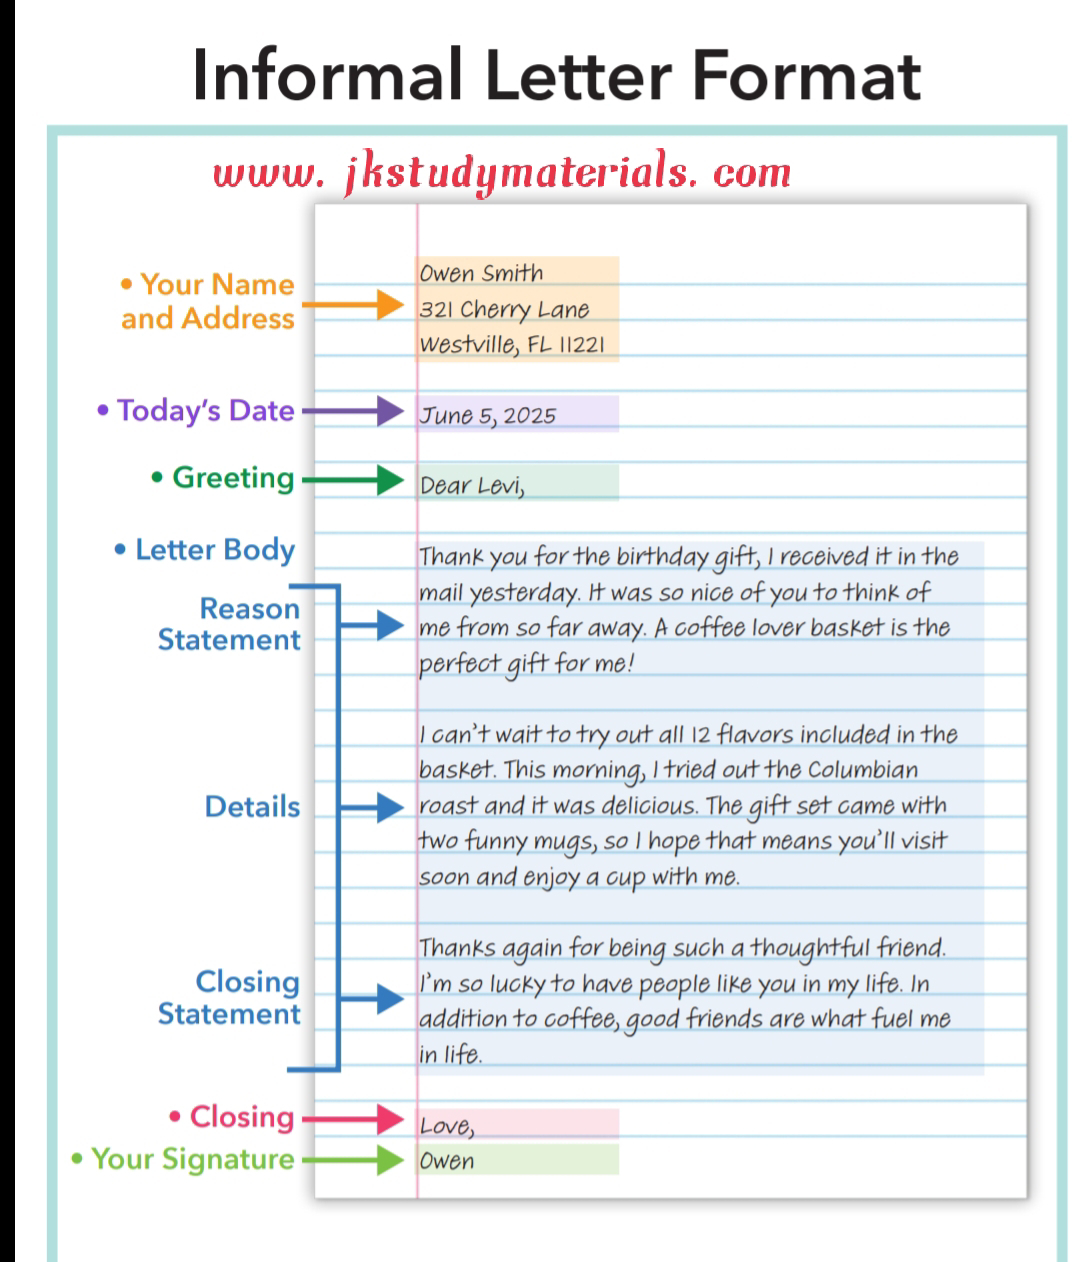 Informal Letter Format
www. jkstudymaterials. com
• Your Name
and Address
Owen Smith
321 Cherry Lane
Westville, FL 11221
• Today's Date
June 5, 2025
• Greeting
Dear Levi,
• Letter Body
Reason
Statement
Thank you for the birthday gift, I received it in the
mail yesterday. It was so nice of you to think of
me from so far away. A coffee lover basket is the
perfect gift for me!
Details
I can't wait to try out all 12 flavors included in the
basket. This morning, I tried out the Columbian
roast and it was delicious. The gift set came with
two funny mugs, so I hope that means you'll visit
soon and enjoy a cup with me.
Closing
Statement
Thanks again for being such a thoughtful friend.
I'm so lucky to have people like you in my life. In
addition to coffee, good friends are what fuel me
in life.
• Closing
Love,
• Your Signature
Owen